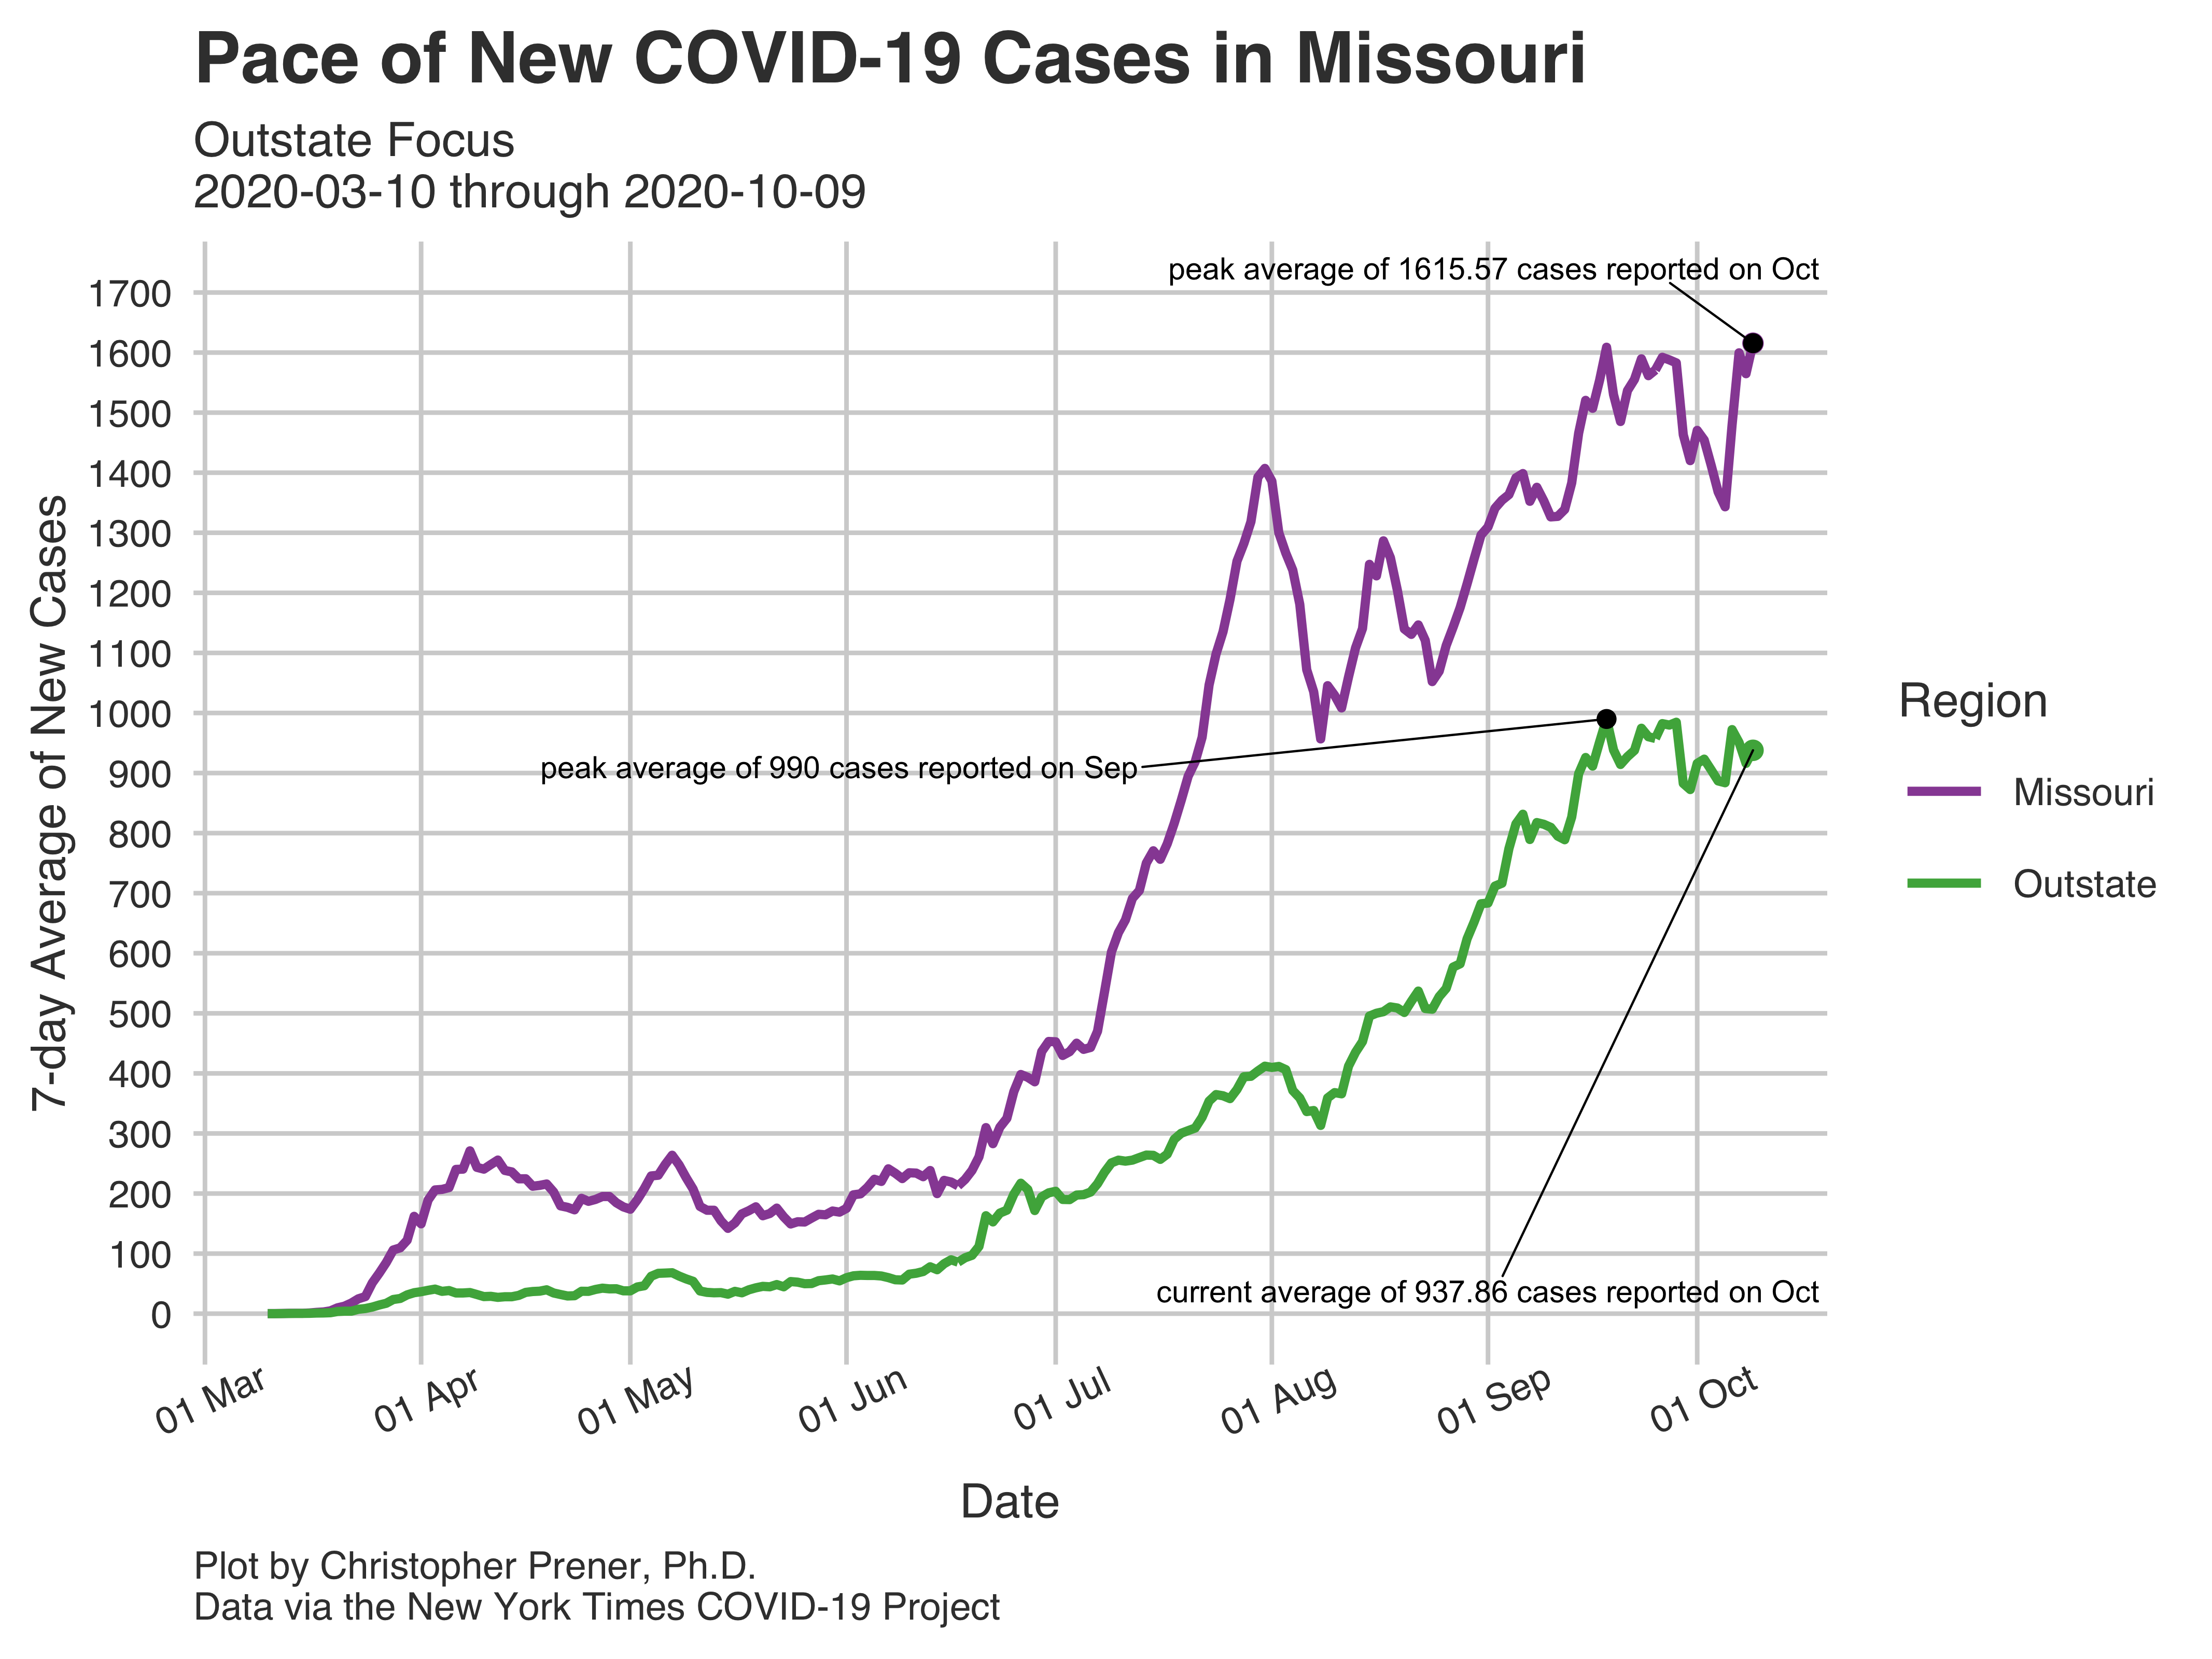 Pace of New COVID-19 Cases in Missouri
Outstate Focus
2020-03-10 through 2020-10-09
peak average of 1615.57 cases reported on Oct
1700
1600
1500
1400
1300
1200
1100
1000
900
800
700
600
500
400
300
200
100
0
7-day Average of New Cases
peak average of 990 cases reported on Sep
current average of 937.86 cases reported on Oct
Region
Missouri
Outstate
01 Mar
01 Apr
01 May
01 Jun
01 Jul
01 Aug
01 Sep
01 Oct
Date
Plot by Christopher Prener, Ph.D.
Data via the New York Times COVID-19 Project